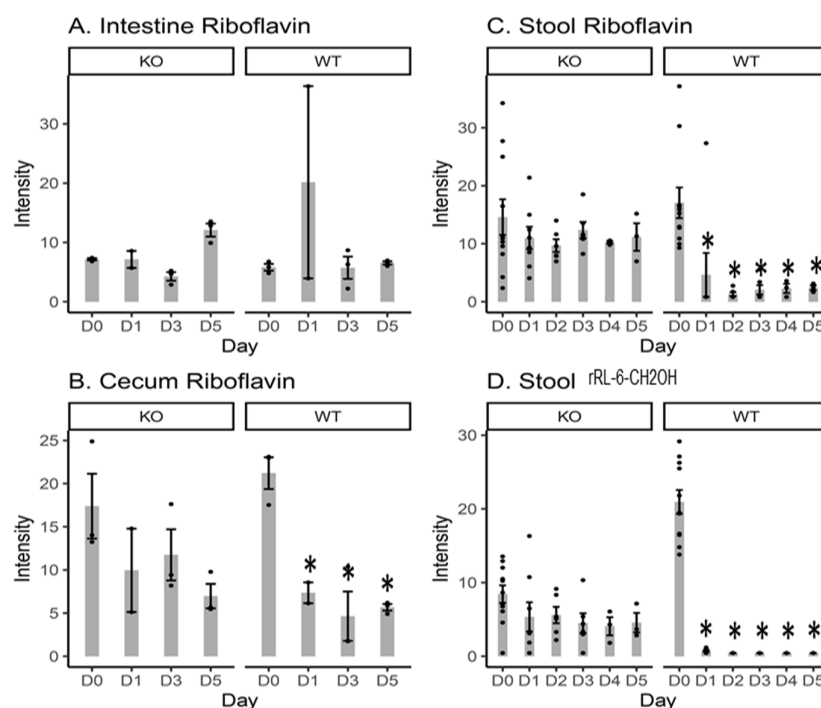 A. Intestine Riboflavin
KO WT
Intensity
30
20
10
0
D0 D1 D3 D5 D0 D1 D3 D5
Day
C. Stool Riboflavin
KO WT
Intensity
30
20
10
0
D0 D1 D2 D3 D4 D5 D0 D1 D2 D3 D4 D5
Day
B. Cecum Riboflavin
KO WT
Intensity
25
20
15
10
5
0
D0 D1 D3 D5 D0 D1 D3 D5
Day
D. Stool rRL-6-CH2OH
KO WT
Intensity
30
20
10
0
D0 D1 D2 D3 D4 D5 D0 D1 D2 D3 D4 D5
Day